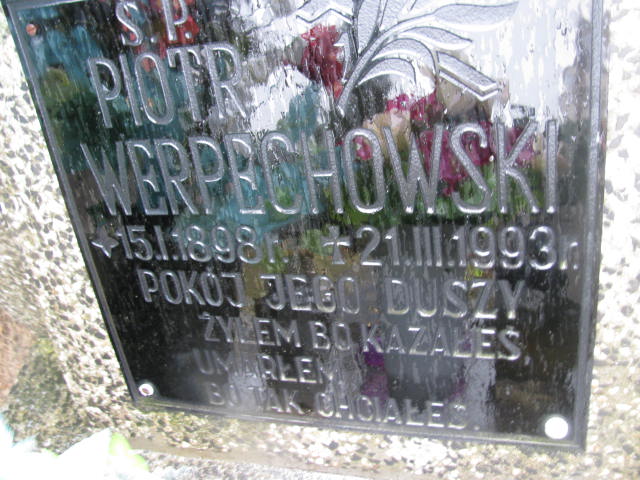 Ś. P.
PIOTR
WERPECHOWSKI
* 15.I.1898 r. + 21.III.1993 r.
POKÓJ JEGO DUSZY
ŻYŁEM BO KAZAŁEŚ
UMARŁEM
BO TAK CHCIAŁEŚ.